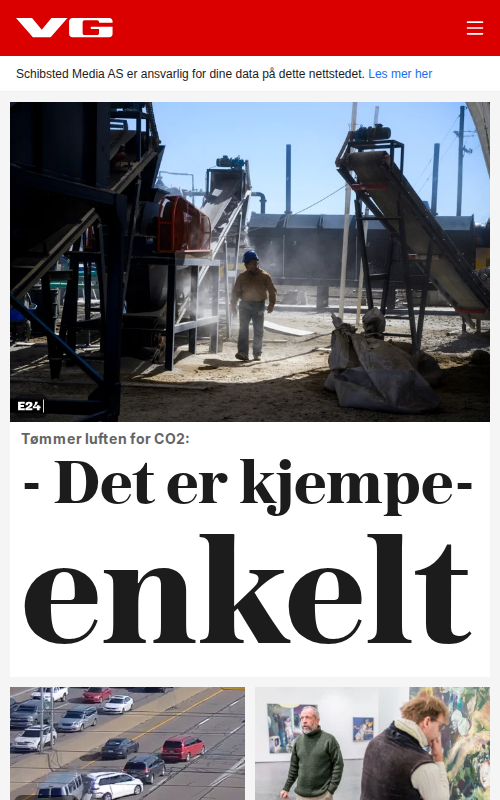 VG
Schibsted Media AS er ansvarlig for dine data på dette nettstedet. Les mer her
E24
Tømmer luften for CO2:
- Det er kjempe-
enkelt